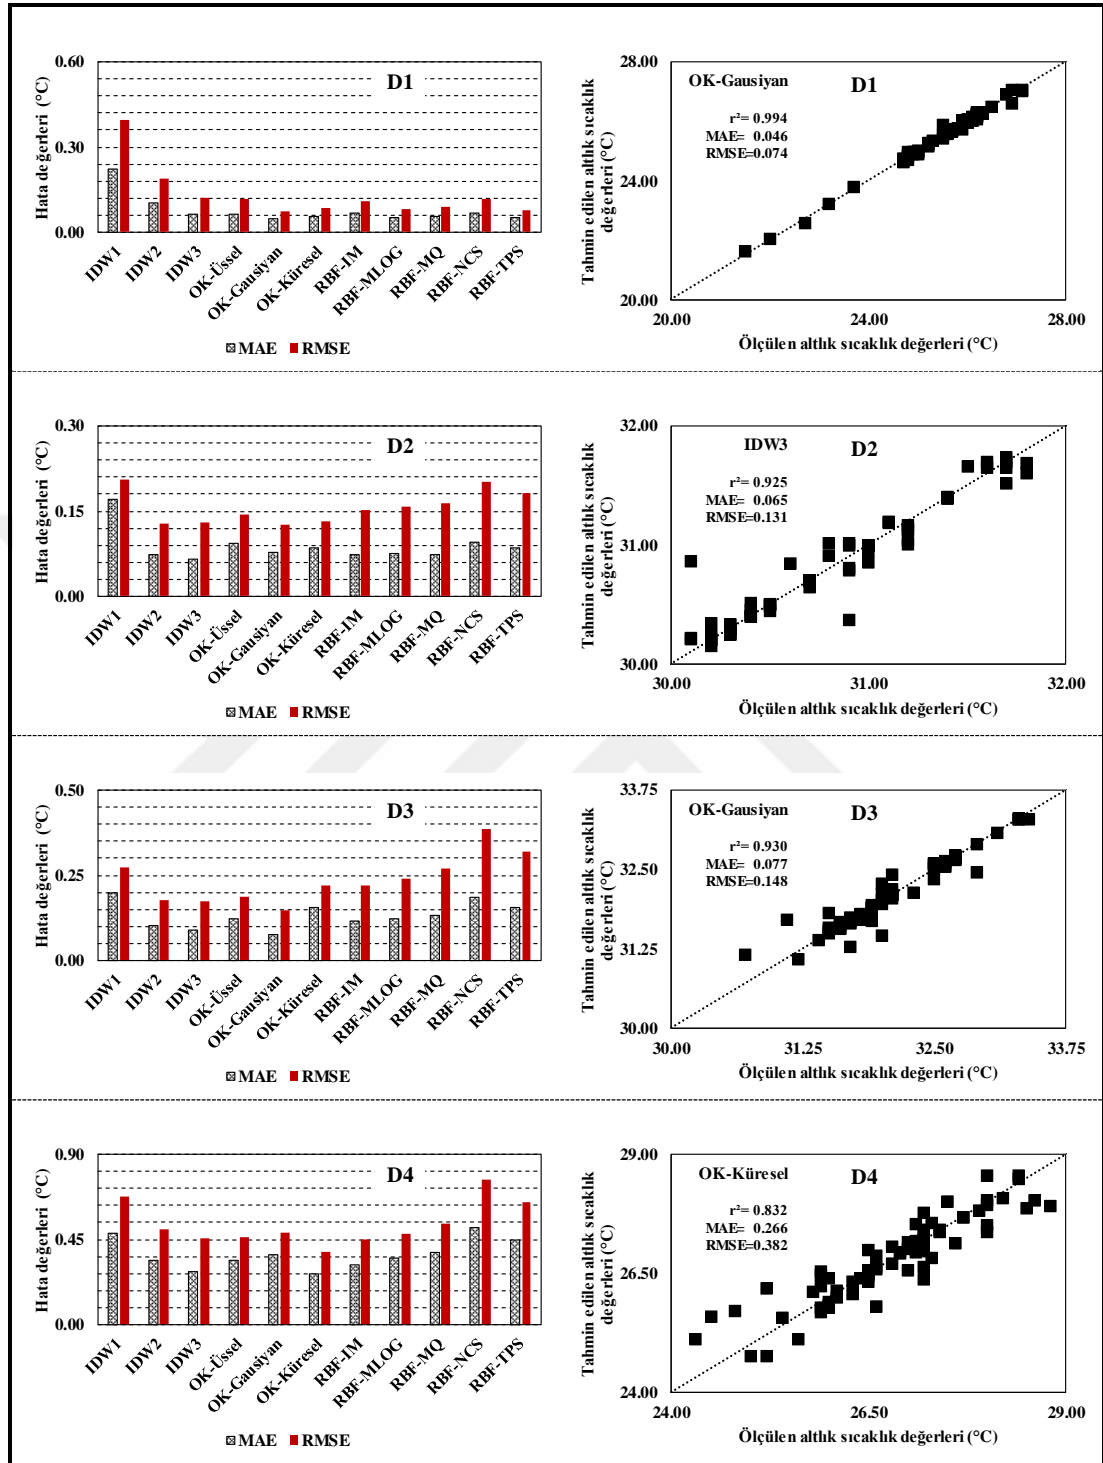 0.60
0.30
0.00
Hata değerleri (°C)
D1
IDW1
IDW2
IDW3
OK-Üssel
OK-Gausiyan
OK-Küresel
RBF-IM
RBF-MLOG
RBF-MQ
RBF-NCS
RBF-TPS
MAE RMSE
28.00
24.00
20.00
Tahmin edilen altlık sıcaklık
değerleri (°C)
OK-Gausiyan D1
r²= 0.994
MAE= 0.046
RMSE=0.074
20.00 24.00 28.00
Ölçülen altlık sıcaklık değerleri (°C)
0.30
0.15
0.00
Hata değerleri (°C)
D2
IDW1
IDW2
IDW3
OK-Üssel
OK-Gausiyan
OK-Küresel
RBF-IM
RBF-MLOG
RBF-MQ
RBF-NCS
RBF-TPS
MAE RMSE
32.00
31.00
30.00
Tahmin edilen altlık sıcaklık
değerleri (°C)
IDW3 D2
r²= 0.925
MAE= 0.065
RMSE=0.131
30.00 31.00 32.00
Ölçülen altlık sıcaklık değerleri (°C)
0.50
0.25
0.00
Hata değerleri (°C)
D3
IDW1
IDW2
IDW3
OK-Üssel
OK-Gausiyan
OK-Küresel
RBF-IM
RBF-MLOG
RBF-MQ
RBF-NCS
RBF-TPS
MAE RMSE
33.75
32.50
31.25
30.00
Tahmin edilen altlık sıcaklık
değerleri (°C)
OK-Gausiyan D3
r²= 0.930
MAE= 0.077
RMSE=0.148
30.00 31.25 32.50 33.75
Ölçülen altlık sıcaklık değerleri (°C)
0.90
0.45
0.00
Hata değerleri (°C)
D4
IDW1
IDW2
IDW3
OK-Üssel
OK-Gausiyan
OK-Küresel
RBF-IM
RBF-MLOG
RBF-MQ
RBF-NCS
RBF-TPS
MAE RMSE
29.00
26.50
24.00
Tahmin edilen altlık sıcaklık
değerleri (°C)
OK-Küresel D4
r²= 0.832
MAE= 0.266
RMSE=0.382
24.00 26.50 29.00
Ölçülen altlık sıcaklık değerleri (°C)